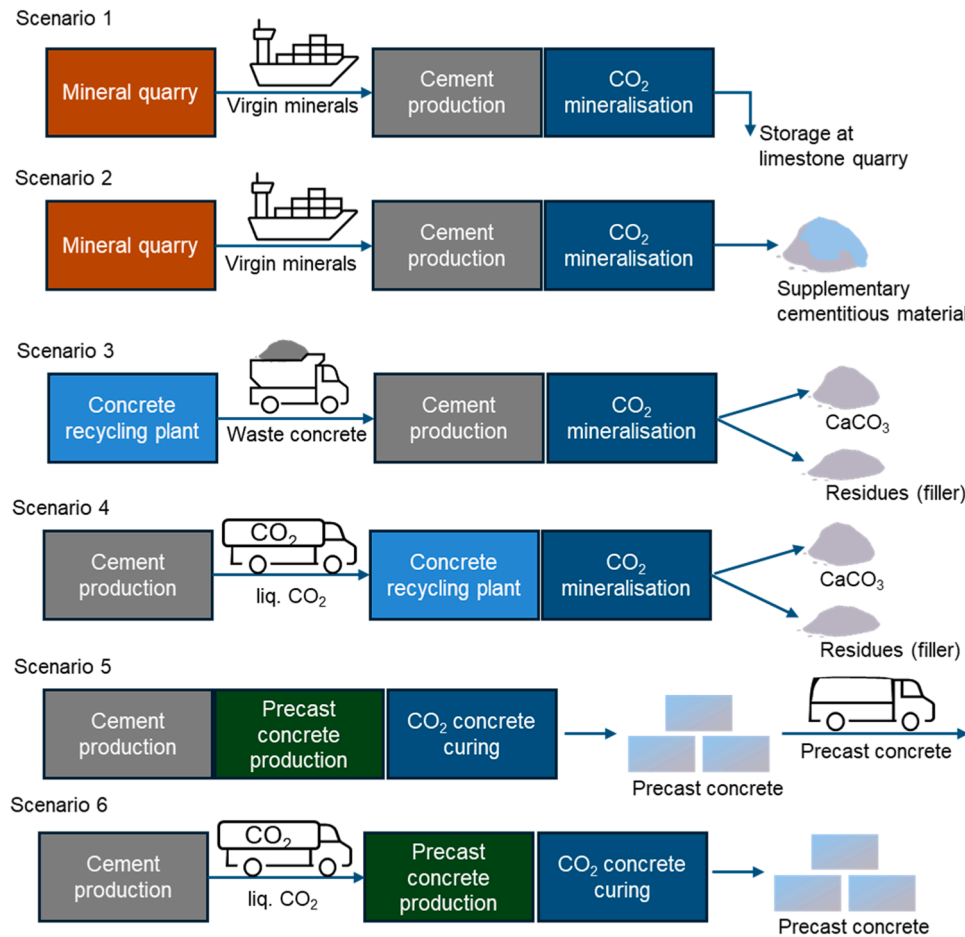 Scenario 1
Mineral quarry
Virgin minerals
Cement
production
CO₂
mineralisation
Storage at
limestone quarry
Scenario 2
Mineral quarry
Virgin minerals
Cement
production
CO₂
mineralisation
Supplementary
cementitious material
Scenario 3
Concrete
recycling plant
Waste concrete
Cement
production
CO₂
mineralisation
CaCO₃
Residues (filler)
Scenario 4
Cement
production
CO₂
liq. CO₂
Concrete
recycling plant
CO₂
mineralisation
CaCO₃
Residues (filler)
Scenario 5
Cement
production
Precast
concrete
production
CO₂ concrete
curing
Precast concrete
Precast concrete
Scenario 6
Cement
production
CO₂
liq. CO₂
Precast
concrete
production
CO₂ concrete
curing
Precast concrete